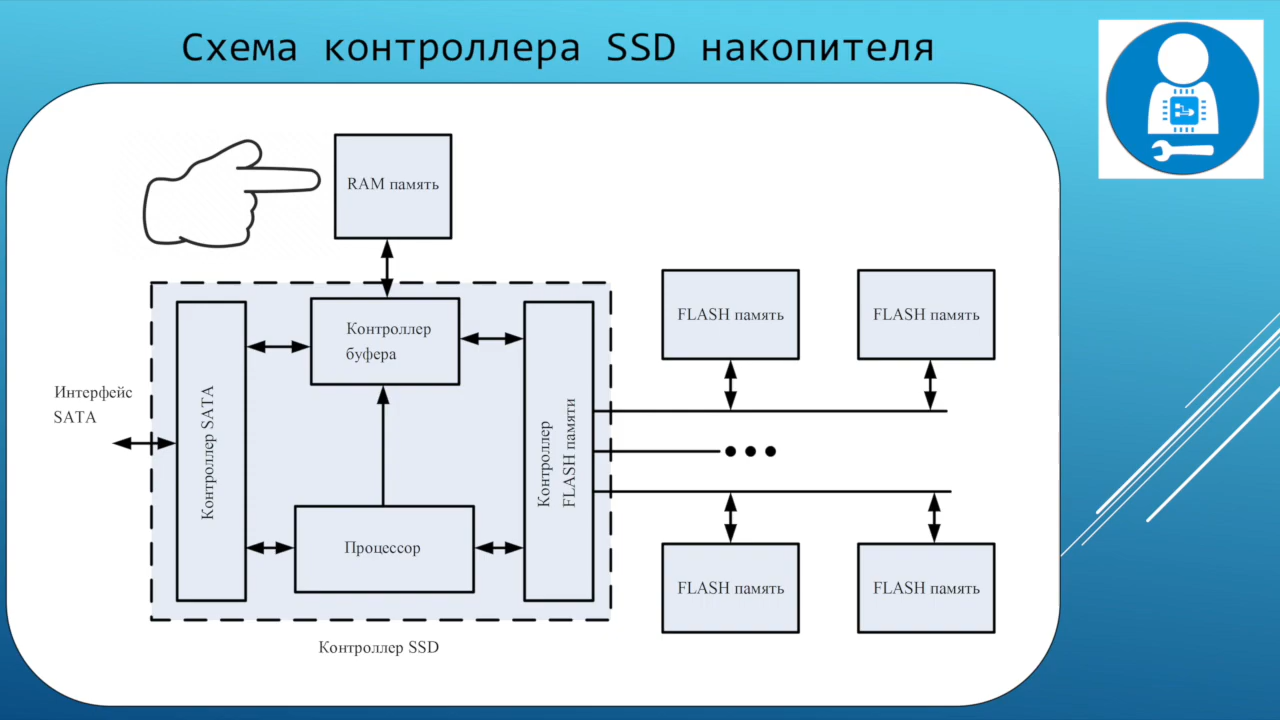 Схема контроллера SSD накопителя
RAM память
Контроллер
буфера
FLASH память
FLASH память
Интерфейс
SATA
Контроллер SATA
Контроллер
FLASH памяти
Процессор
FLASH память
FLASH память
Контроллер SSD